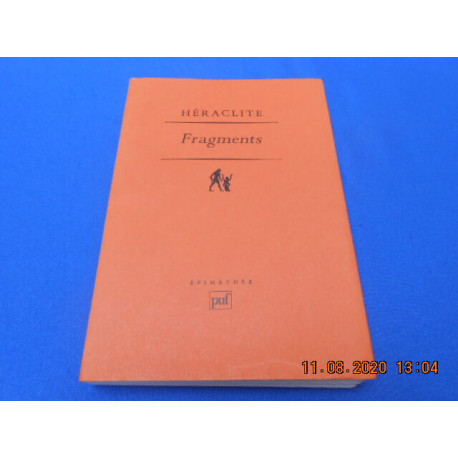 HÉRACLITE
Fragments
ÉPIMÉTHÉE
puf
11.08.2020 13:04